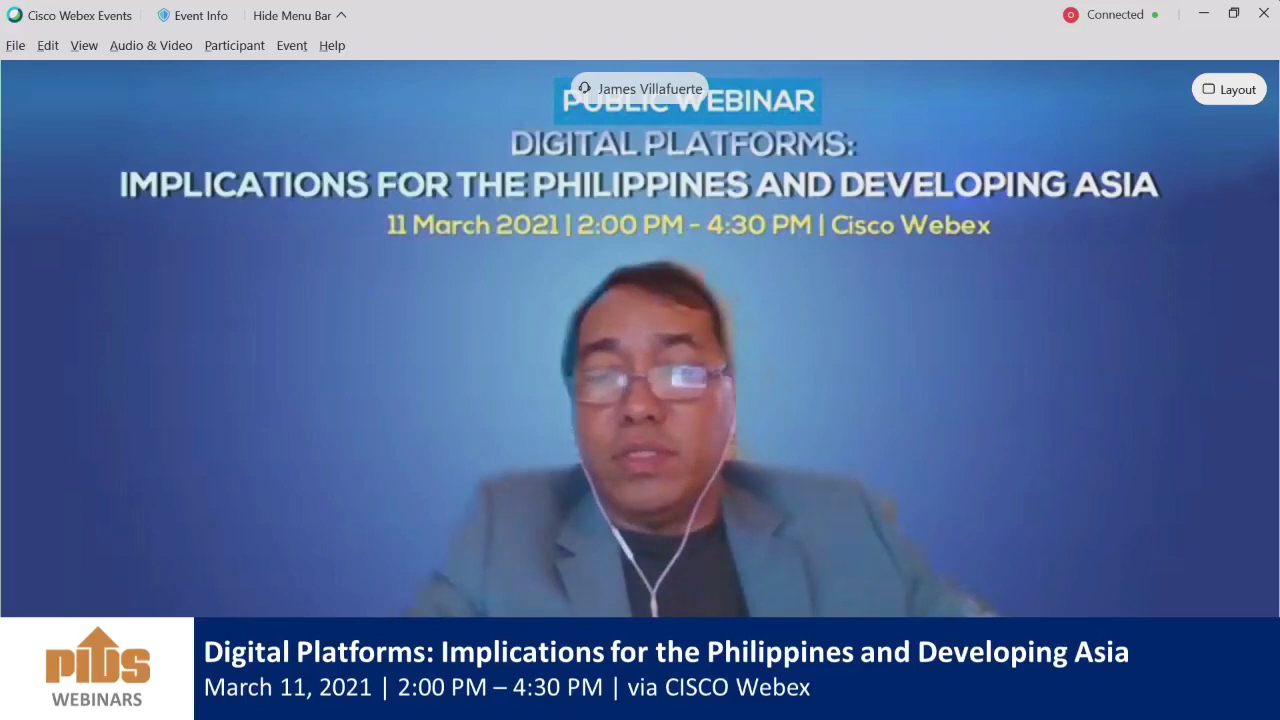 Cisco Webex Events
Event Info
Hide Menu Bar
Connected
File Edit View Audio & Video Participant Event Help
James Villafuerte
Layout
PUBLIC WEBINAR
DIGITAL PLATFORMS:
IMPLICATIONS FOR THE PHILIPPINES AND DEVELOPING ASIA
11 March 2021 | 2:00 PM - 4:30 PM | Cisco Webex
pids
WEBINARS
Digital Platforms: Implications for the Philippines and Developing Asia
March 11, 2021 | 2:00 PM – 4:30 PM | via CISCO Webex